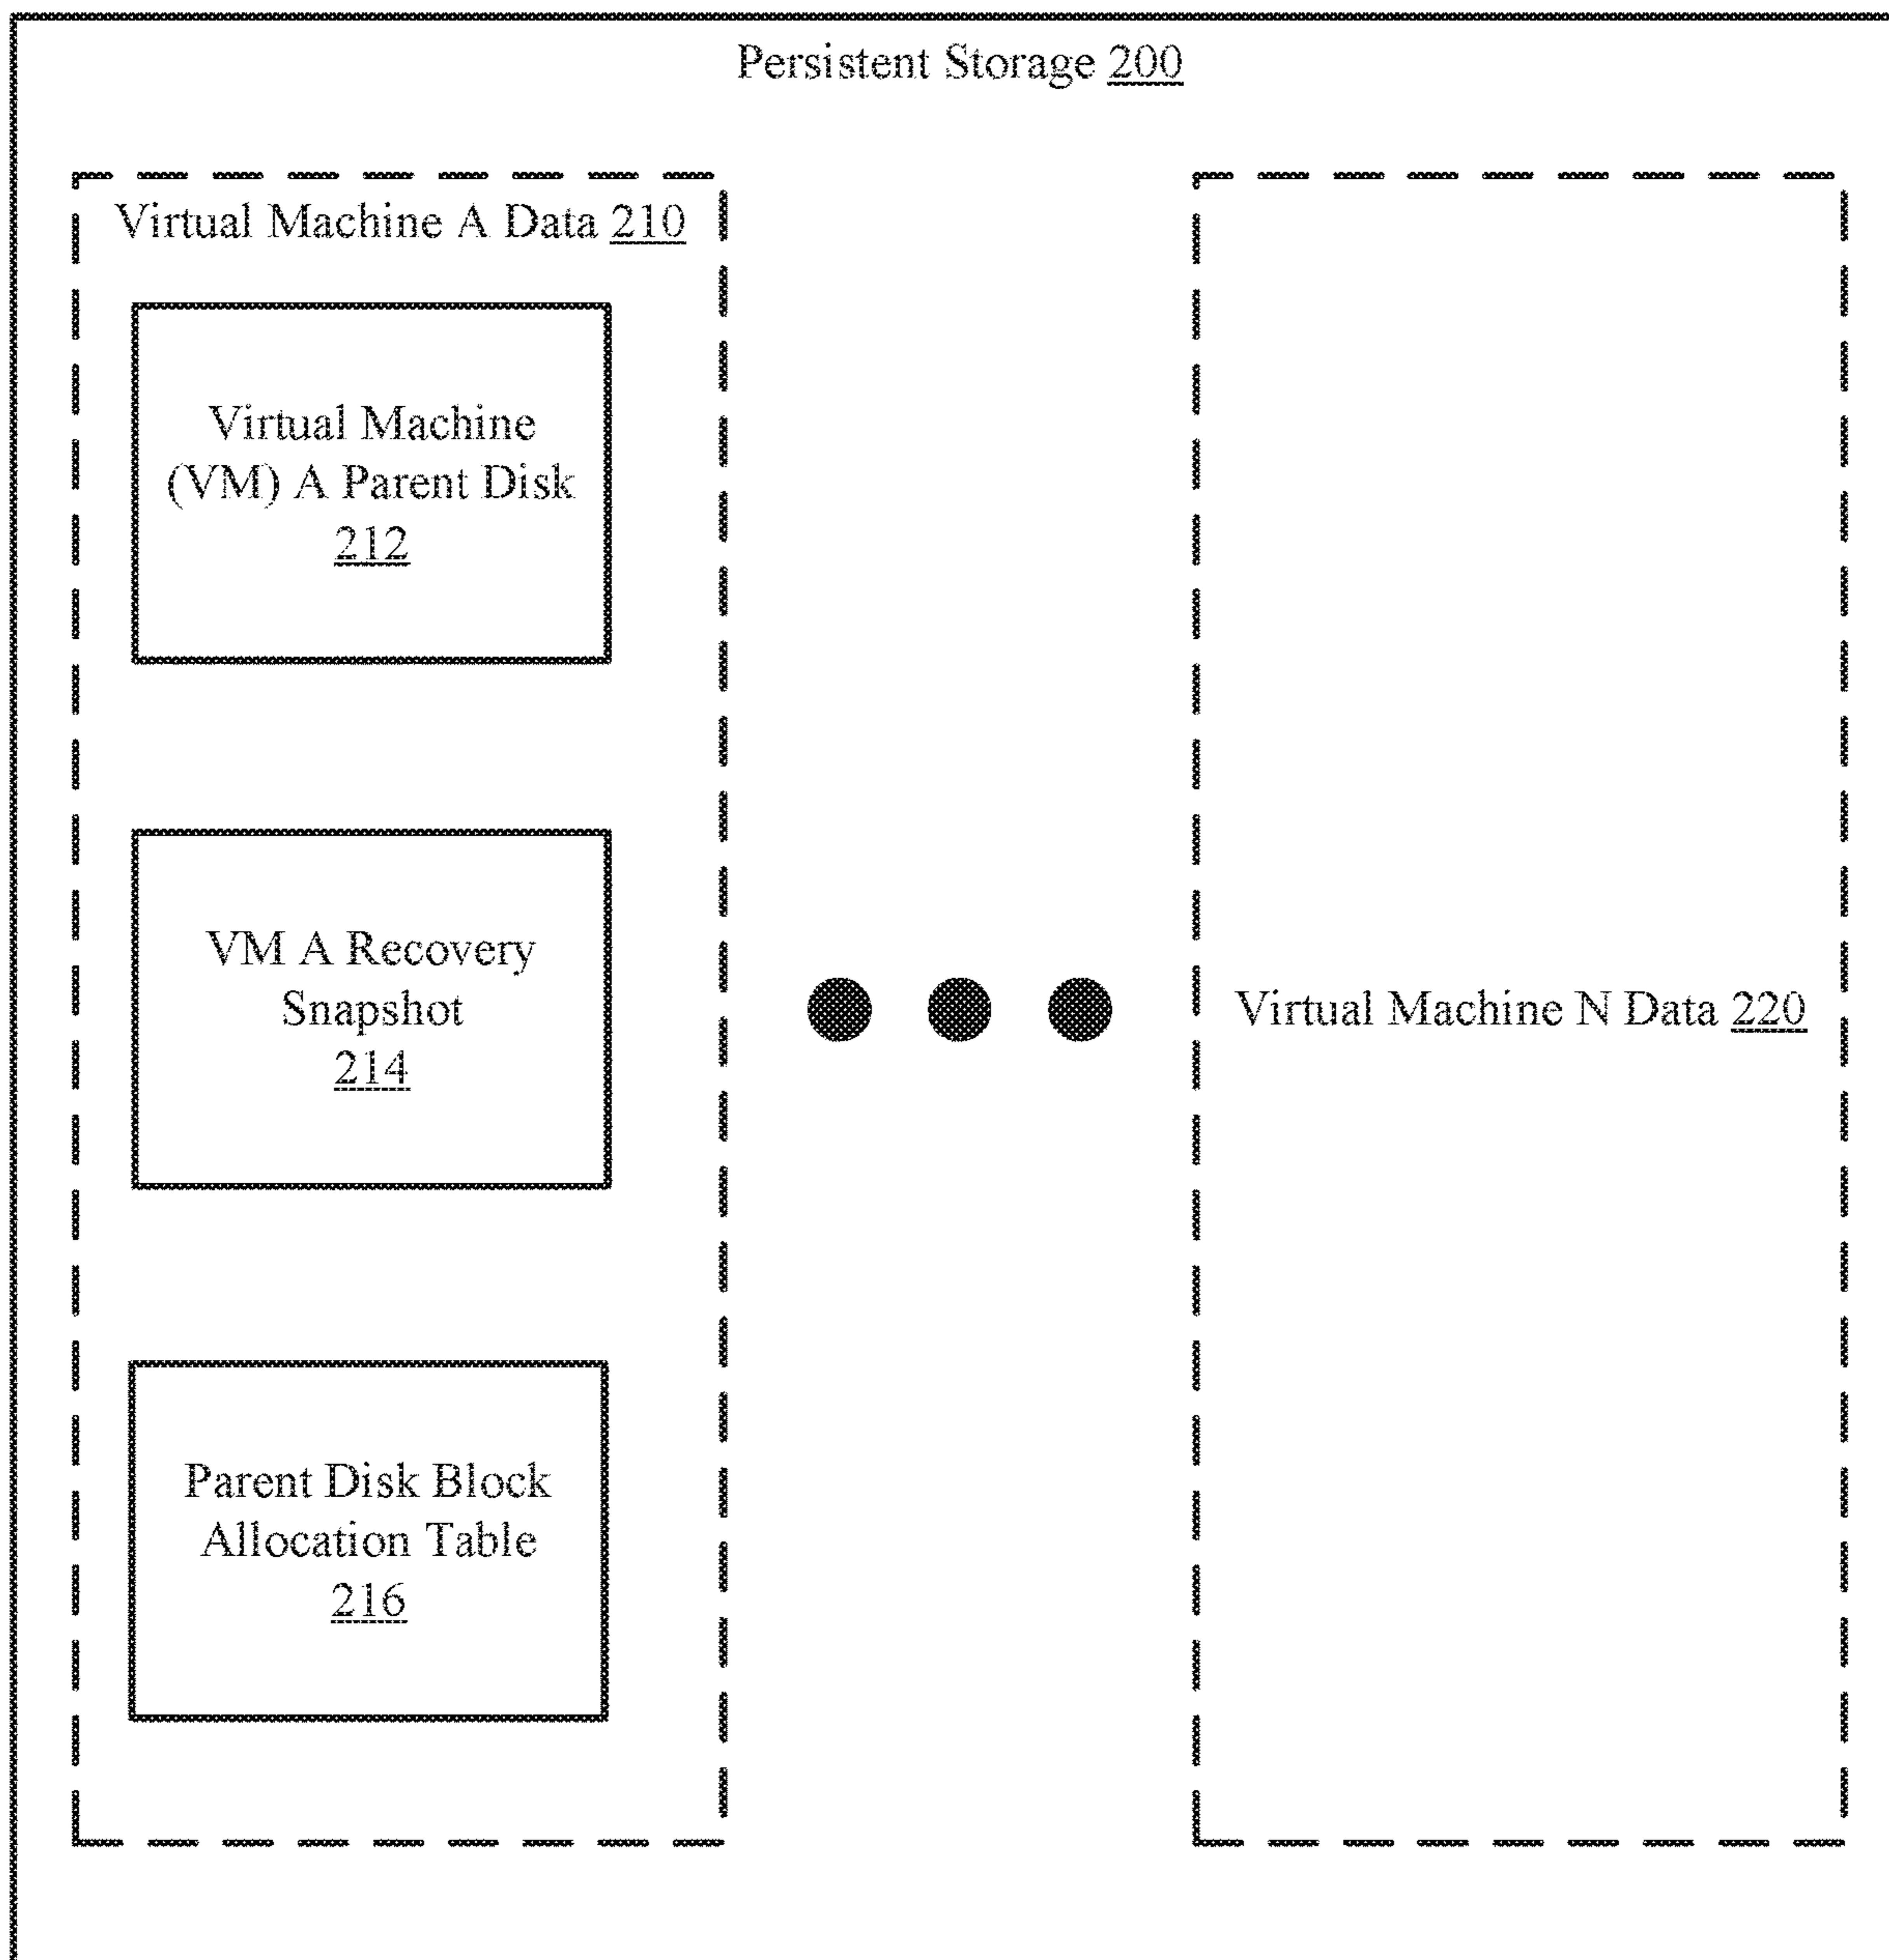 Persistent Storage 200
Virtual Machine A Data 210
Virtual Machine
(VM) A Parent Disk
212
VM A Recovery
Snapshot
214
Parent Disk Block
Allocation Table
216
Virtual Machine N Data 220